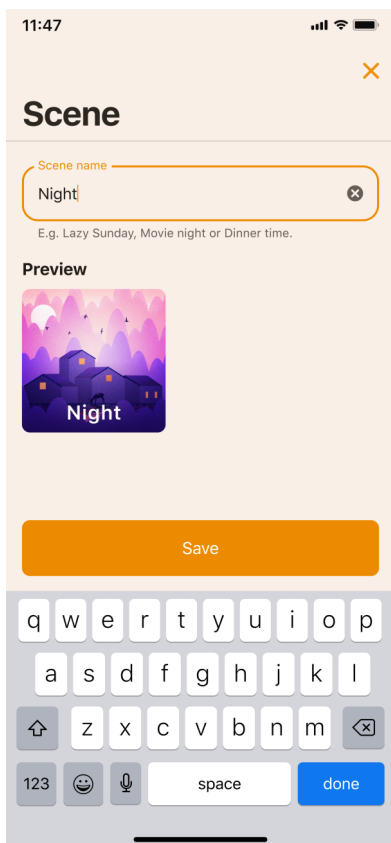 11:47
Scene
Scene name
Night
E.g. Lazy Sunday, Movie night or Dinner time.
Preview
Night
Save
q w e r t y u i o p
a s d f g h j k l
z x c v b n m
123 space done